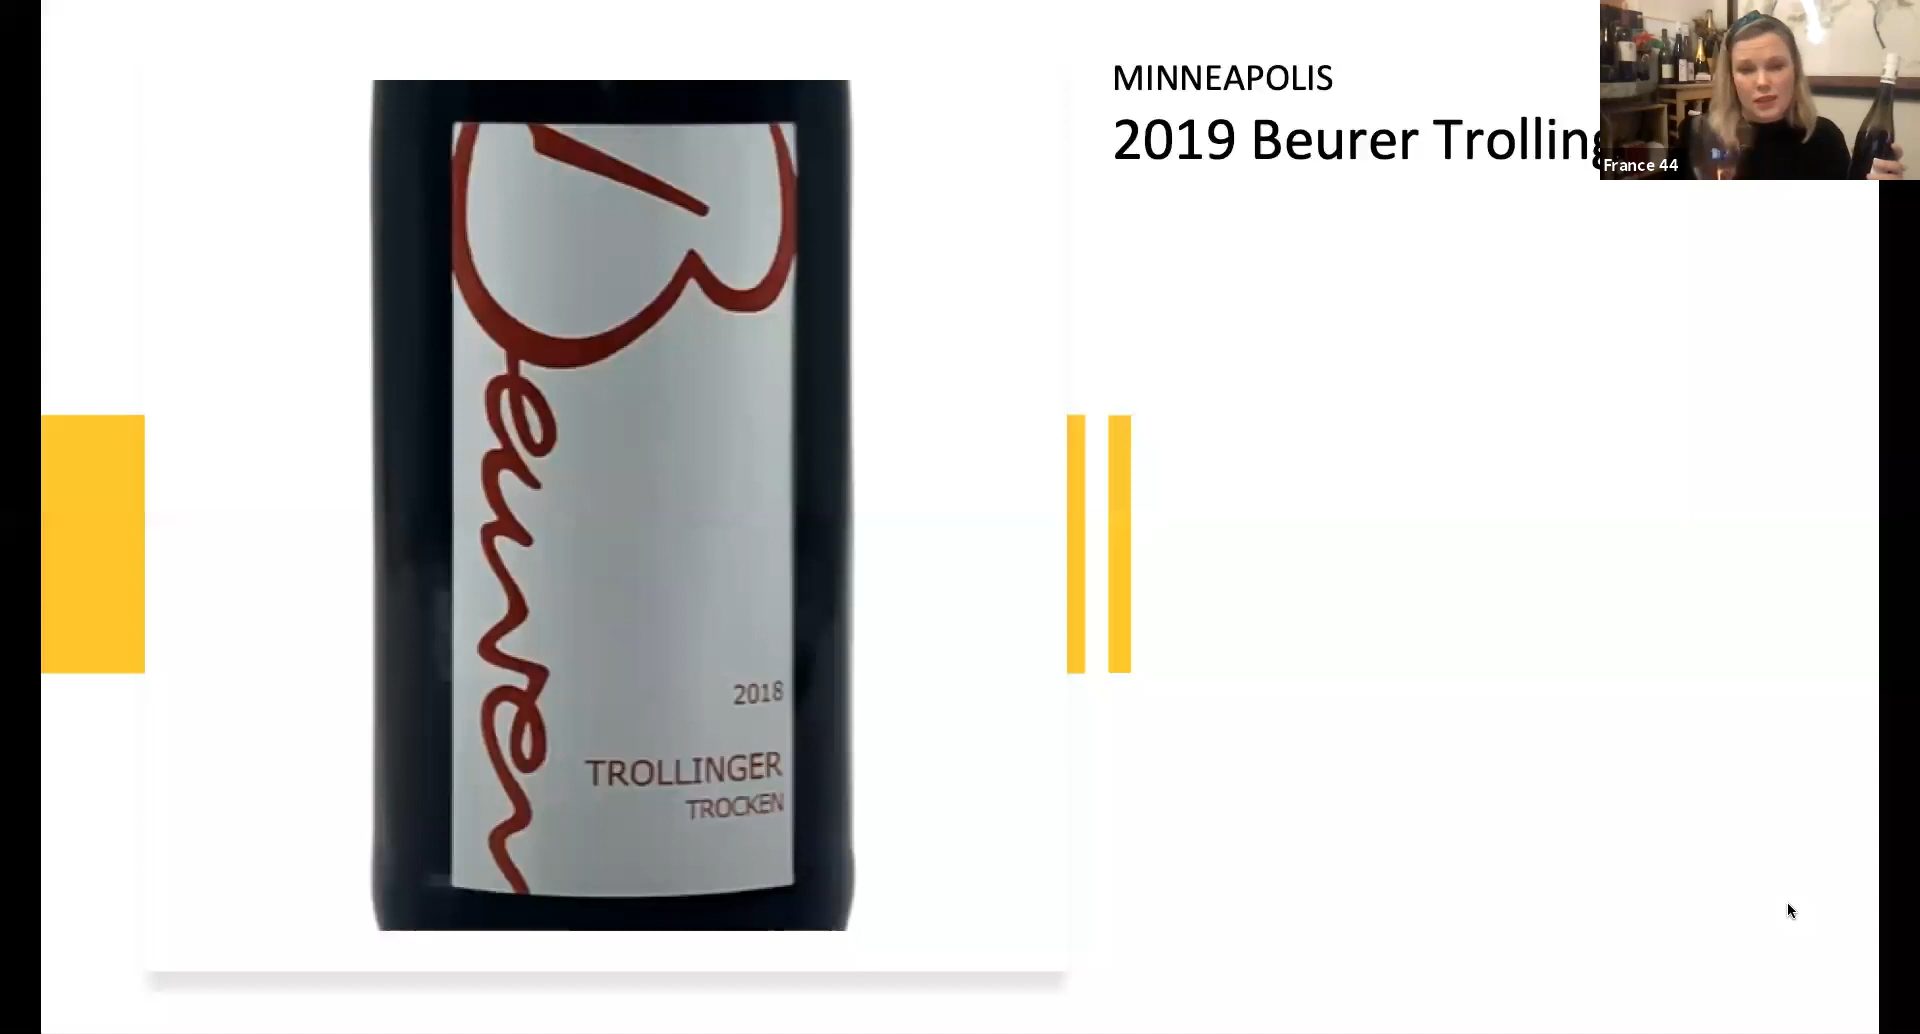 MINNEAPOLIS
2019 Beurer Trolling
France 44
Beurer
2018
TROLLINGER
TROCKEN